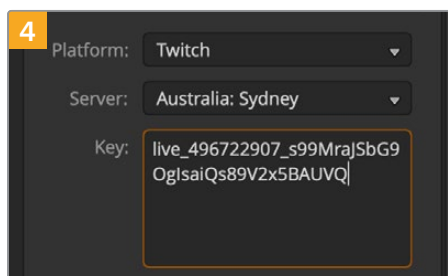 4
Platform: Twitch
Server: Australia: Sydney
Key: live_496722907_s99MraJSbG9
OgIsaiQs89V2x5BAUVQ